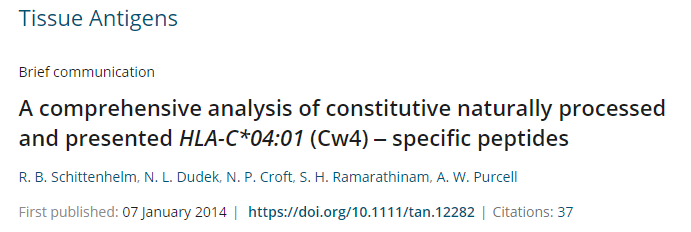 Tissue Antigens
Brief communication
A comprehensive analysis of constitutive naturally processed
and presented HLA-C*04:01 (Cw4) – specific peptides
R. B. Schittenhelm, N. L. Dudek, N. P. Croft, S. H. Ramarathinam, A. W. Purcell
First published: 07 January 2014 | https://doi.org/10.1111/tan.12282 | Citations: 37